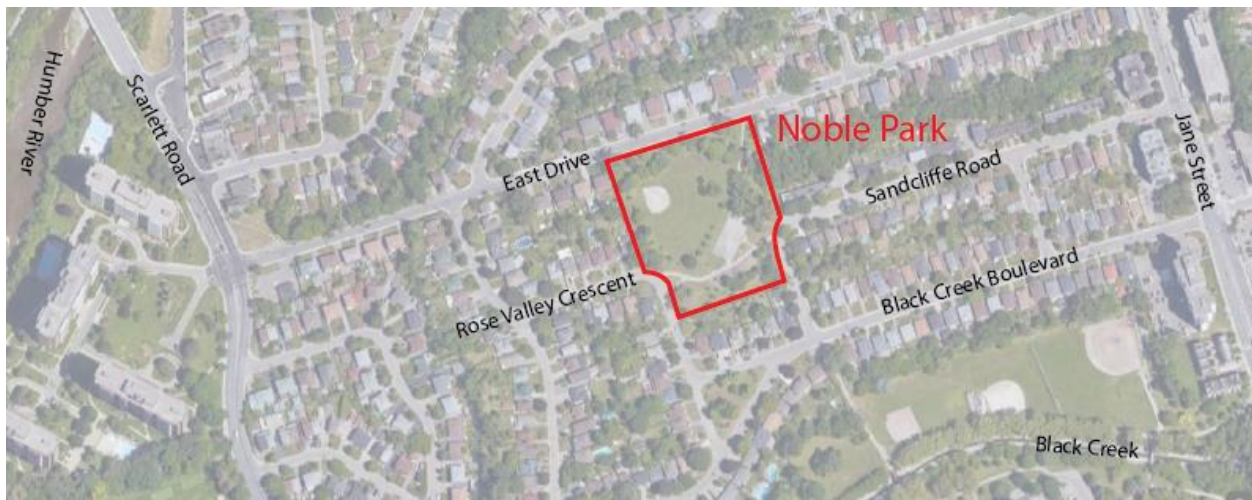 Humber River
Scarlett Road
East Drive
Noble Park
Sandcliffe Road
Jane Street
Rose Valley Crescent
Black Creek Boulevard
Black Creek